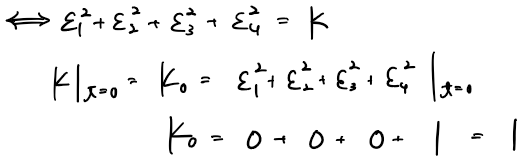 ⟺ ε₁² + ε₂² + ε₃² + ε₄² = K
K|ₜ₌₀ = K₀ = ε₁² + ε₂² + ε₃² + ε₄² |ₜ₌₀
K₀ = 0 + 0 + 0 + 1 = 1